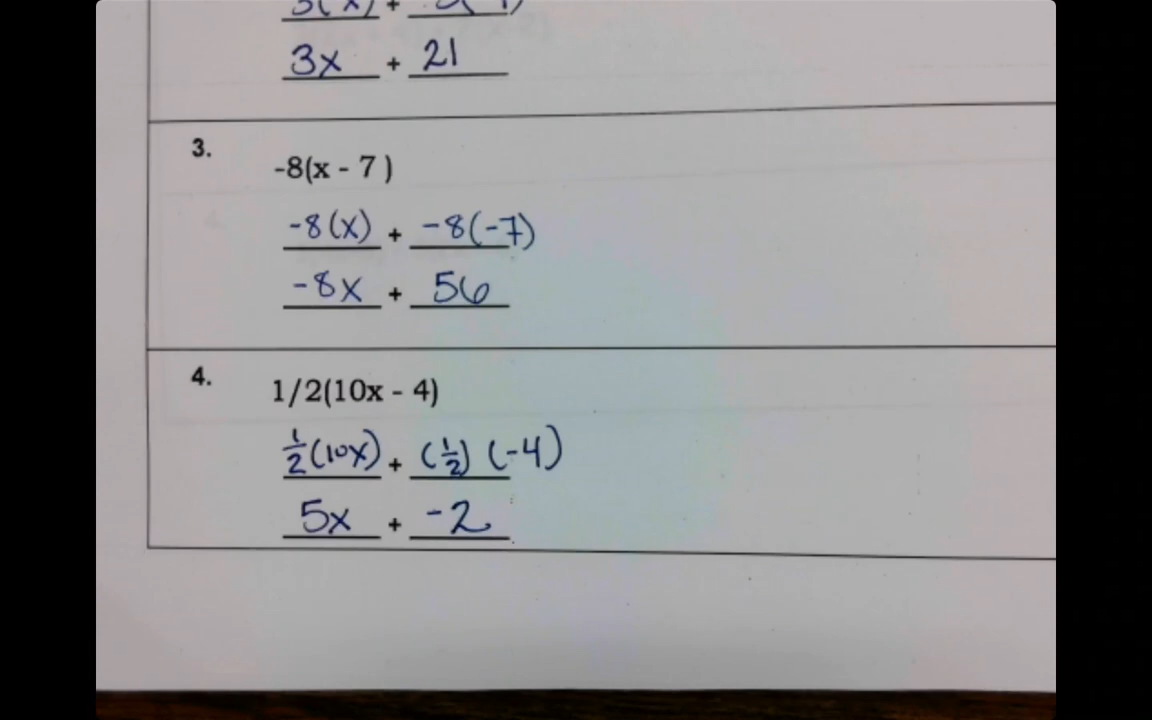 3x + 21
3.
-8(x - 7 )
-8(x) + -8(-7)
-8x + 56
4.
1/2(10x - 4)
½(10x) + (½) (-4)
5x + -2